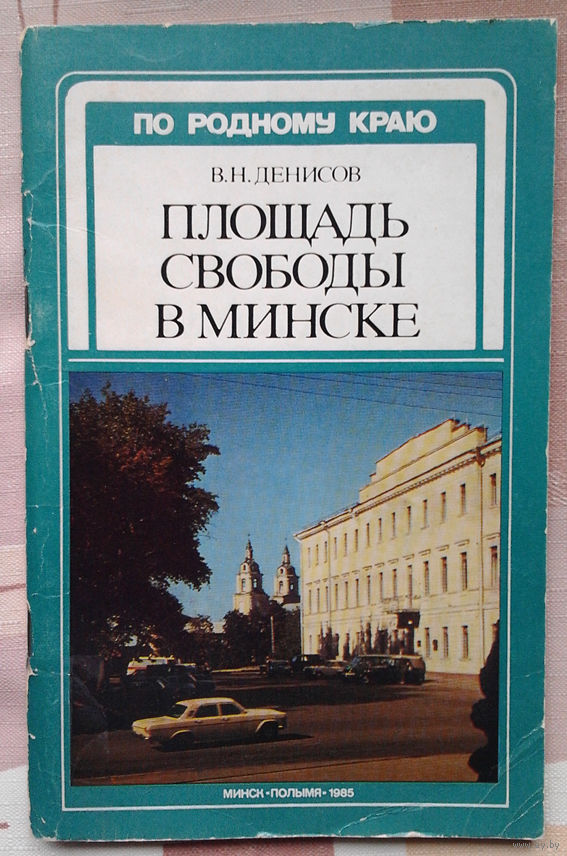 ПО РОДНОМУ КРАЮ
В.Н.ДЕНИСОВ
ПЛОЩАДЬ
СВОБОДЫ
В МИНСКЕ
МИНСК «ПОЛЫМЯ» 1985